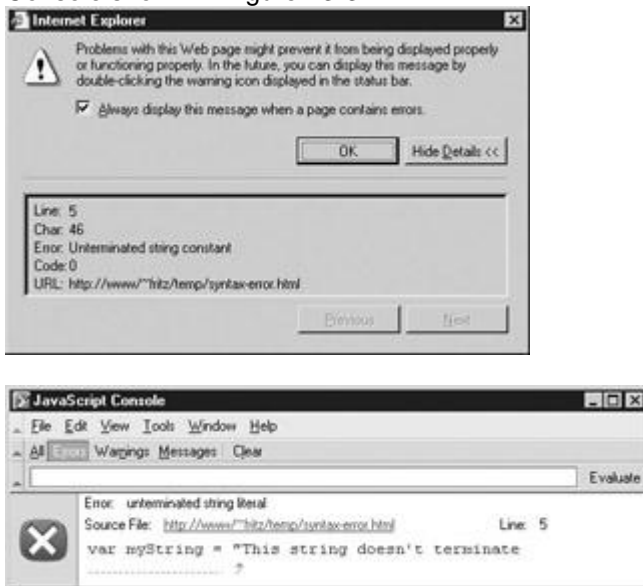 Internet Explorer
Problems with this Web page might prevent it from being displayed properly
or functioning properly. In the future, you can display this message by
double-clicking the warning icon displayed in the status bar.
Always display this message when a page contains errors.
OK
Hide Details <<
Line: 5
Char: 46
Error: Unterminated string constant
Code: 0
URL: http://www/~fritz/temp/syntax-error.html
Previous
Next
JavaScript Console
File Edit View Tools Window Help
All Errors Warnings Messages Clear
Evaluate
Error: unterminated string literal
Source File: http://www/~fritz/temp/syntax-error.html Line: 5
var myString = "This string doesn't terminate